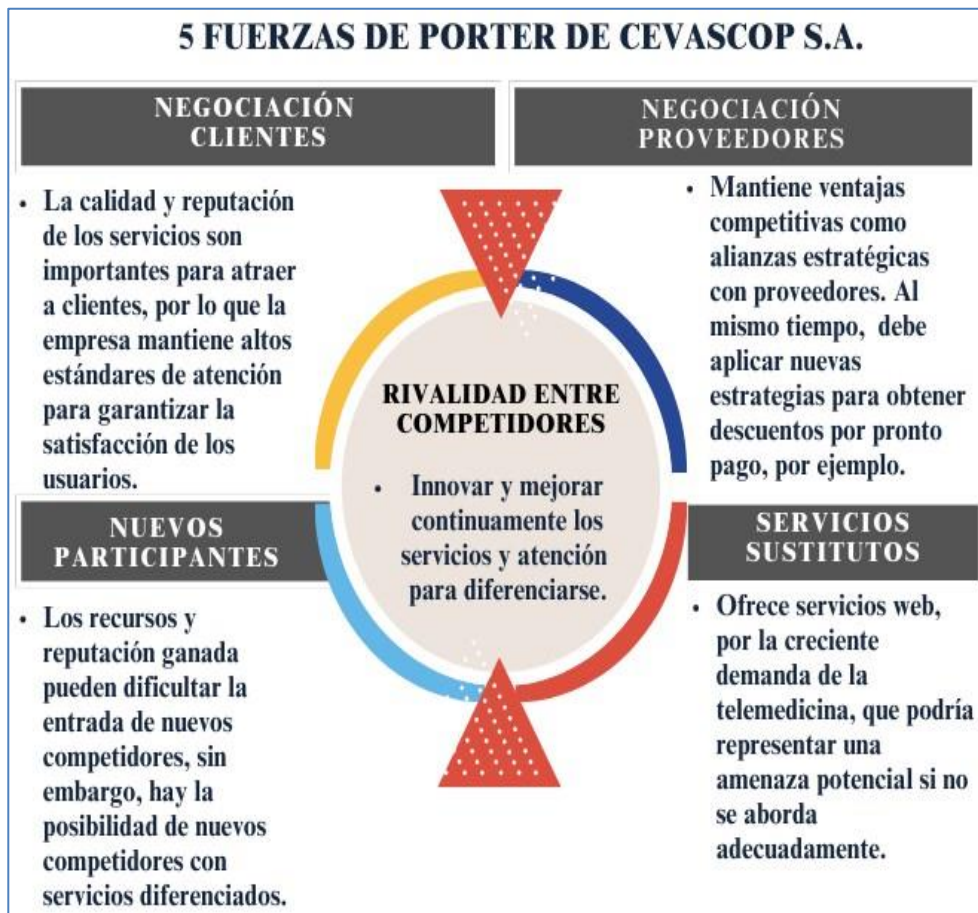 5 FUERZAS DE PORTER DE CEVASCOP S.A.
NEGOCIACIÓN
CLIENTES
• La calidad y reputación
de los servicios son
importantes para atraer
a clientes, por lo que la
empresa mantiene altos
estándares de atención
para garantizar la
satisfacción de los
usuarios.
NEGOCIACIÓN
PROVEEDORES
• Mantiene ventajas
competitivas como
alianzas estratégicas
con proveedores. Al
mismo tiempo, debe
aplicar nuevas
estrategias para obtener
descuentos por pronto
pago, por ejemplo.
RIVALIDAD ENTRE
COMPETIDORES
• Innovar y mejorar
continuamente los
servicios y atención
para diferenciarse.
NUEVOS
PARTICIPANTES
• Los recursos y
reputación ganada
pueden dificultar la
entrada de nuevos
competidores, sin
embargo, hay la
posibilidad de nuevos
competidores con
servicios diferenciados.
SERVICIOS
SUSTITUTOS
• Ofrece servicios web,
por la creciente
demanda de la
telemedicina, que podría
representar una
amenaza potencial si no
se aborda
adecuadamente.